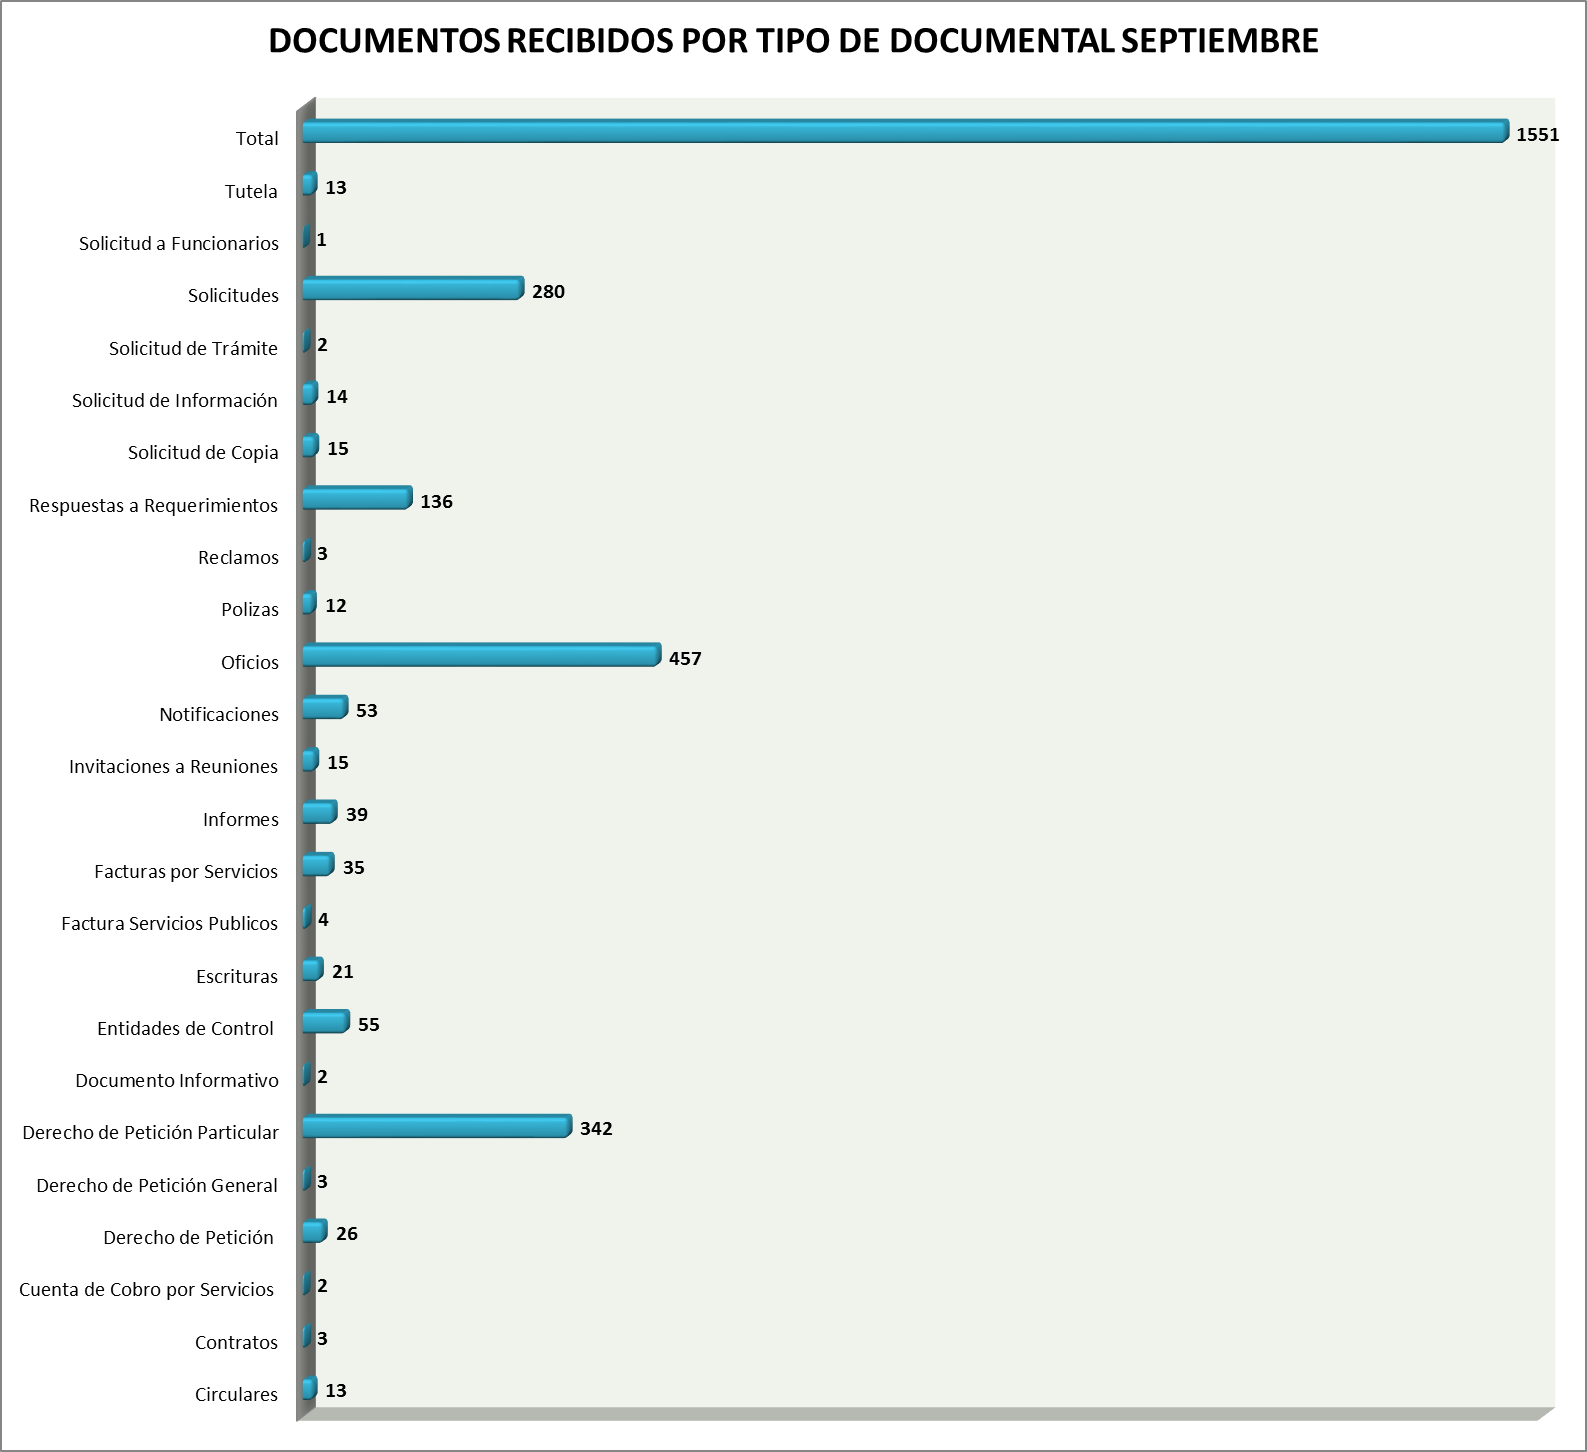 DOCUMENTOS RECIBIDOS POR TIPO DE DOCUMENTAL SEPTIEMBRE
Total 1551
Tutela 13
Solicitud a Funcionarios 1
Solicitudes 280
Solicitud de Trámite 2
Solicitud de Información 14
Solicitud de Copia 15
Respuestas a Requerimientos 136
Reclamos 3
Polizas 12
Oficios 457
Notificaciones 53
Invitaciones a Reuniones 15
Informes 39
Facturas por Servicios 35
Factura Servicios Publicos 4
Escrituras 21
Entidades de Control 55
Documento Informativo 2
Derecho de Petición Particular 342
Derecho de Petición General 3
Derecho de Petición 26
Cuenta de Cobro por Servicios 2
Contratos 3
Circulares 13